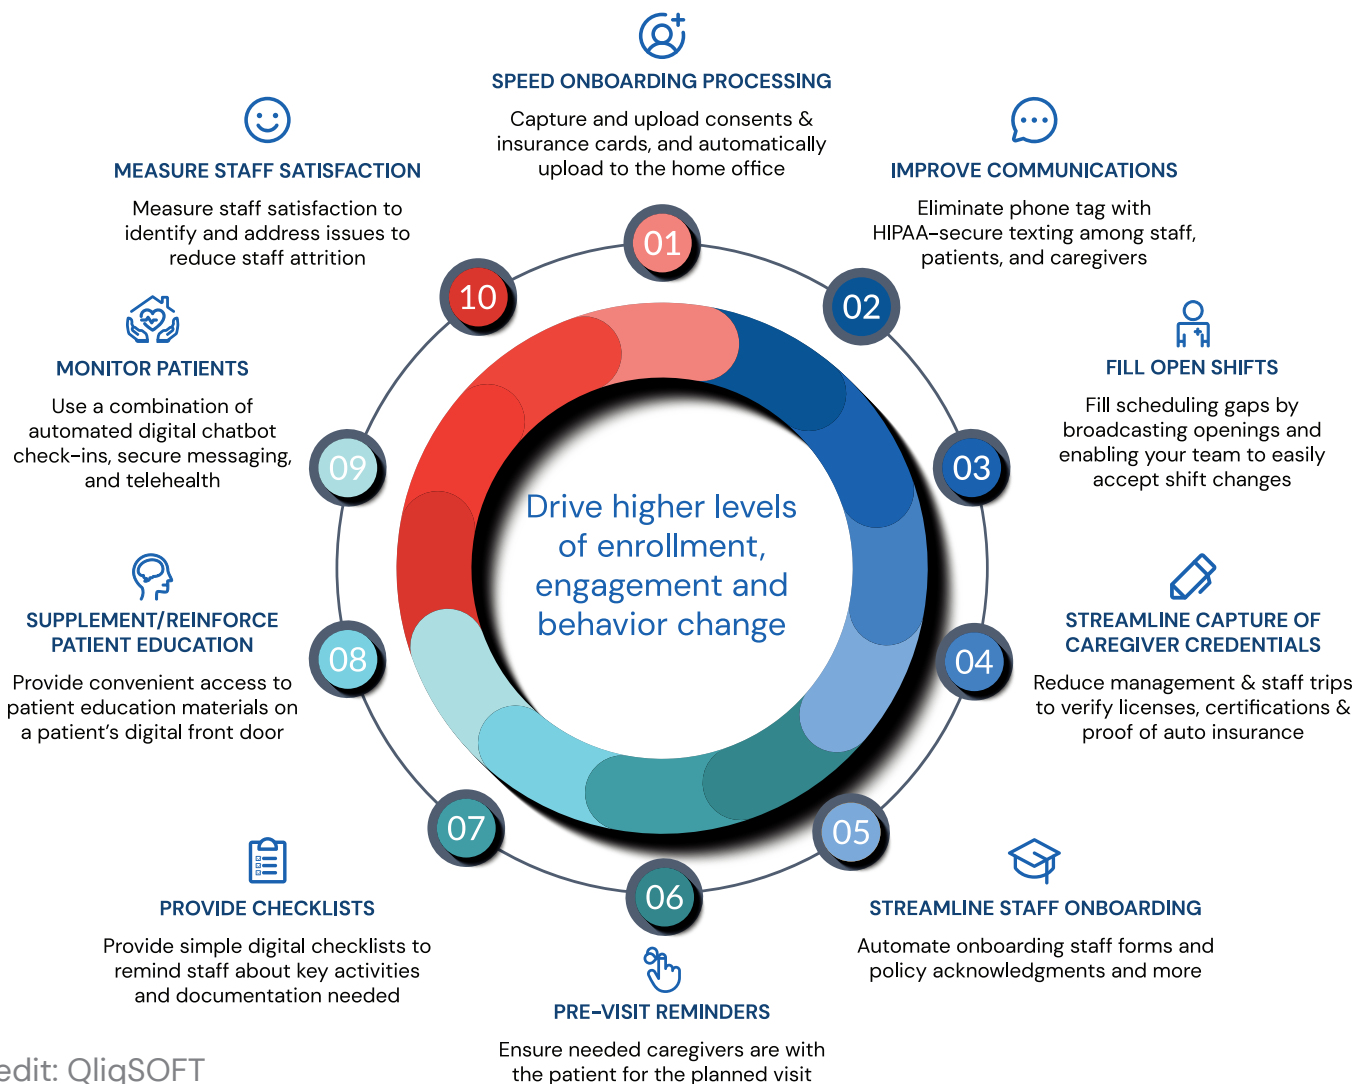 SPEED ONBOARDING PROCESSING
Capture and upload consents &
insurance cards, and automatically
upload to the home office
01
IMPROVE COMMUNICATIONS
Eliminate phone tag with
HIPAA-secure texting among staff,
patients, and caregivers
02
FILL OPEN SHIFTS
Fill scheduling gaps by
broadcasting openings and
enabling your team to easily
accept shift changes
03
STREAMLINE CAPTURE OF
CAREGIVER CREDENTIALS
Reduce management & staff trips
to verify licenses, certifications &
proof of auto insurance
04
STREAMLINE STAFF ONBOARDING
Automate onboarding staff forms and
policy acknowledgments and more
05
PRE-VISIT REMINDERS
Ensure needed caregivers are with
the patient for the planned visit
06
PROVIDE CHECKLISTS
Provide simple digital checklists to
remind staff about key activities
and documentation needed
07
SUPPLEMENT/REINFORCE
PATIENT EDUCATION
Provide convenient access to
patient education materials on
a patient's digital front door
08
MONITOR PATIENTS
Use a combination of
automated digital chatbot
check-ins, secure messaging,
and telehealth
09
MEASURE STAFF SATISFACTION
Measure staff satisfaction to
identify and address issues to
reduce staff attrition
10
Drive higher levels
of enrollment,
engagement and
behavior change
edit: QliqSOFT